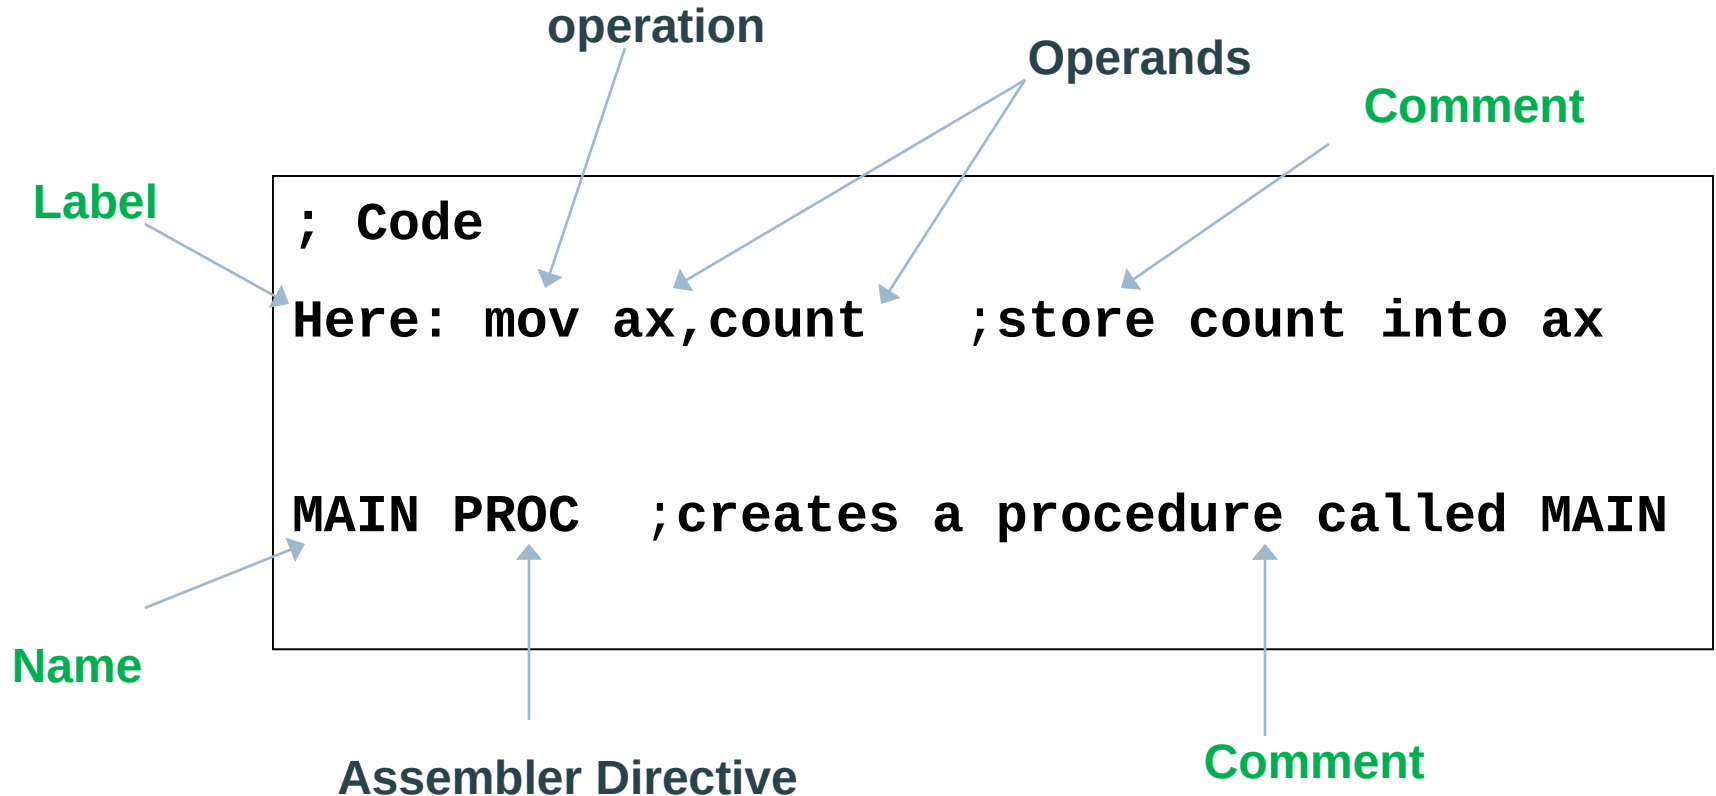 operation
Operands
Comment
Label
; Code
Here: mov ax,count   ;store count into ax
MAIN PROC  ;creates a procedure called MAIN
Name
Assembler Directive
Comment